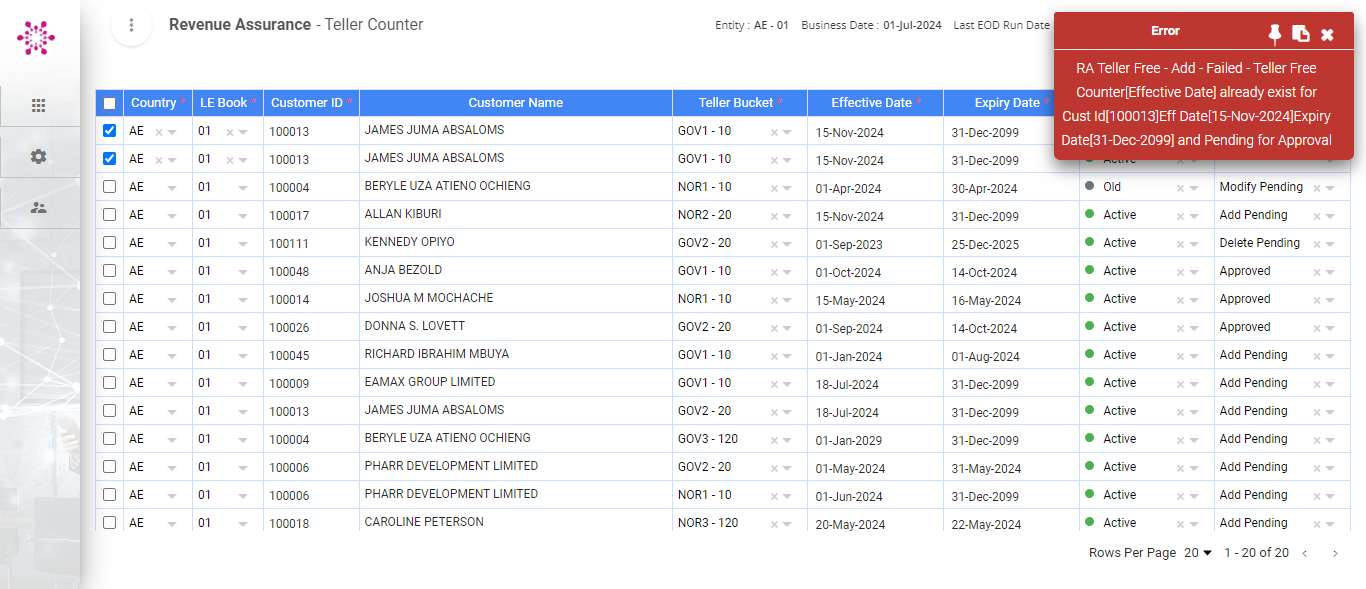 Revenue Assurance - Teller Counter
Entity : AE - 01 Business Date : 01-Jul-2024 Last EOD Run Date
Error
RA Teller Free - Add - Failed - Teller Free
Counter[Effective Date] already exist for
Cust Id[100013]Eff Date[15-Nov-2024]Expiry
Date[31-Dec-2099] and Pending for Approval
Country * LE Book * Customer ID * Customer Name Teller Bucket * Effective Date * Expiry Date *
AE 01 100013 JAMES JUMA ABSALOMS GOV1 - 10 15-Nov-2024 31-Dec-2099
AE 01 100013 JAMES JUMA ABSALOMS GOV1 - 10 15-Nov-2024 31-Dec-2099 Active
AE 01 100004 BERYLE UZA ATIENO OCHIENG NOR1 - 10 01-Apr-2024 30-Apr-2024 Old Modify Pending
AE 01 100017 ALLAN KIBURI NOR2 - 20 15-Nov-2024 31-Dec-2099 Active Add Pending
AE 01 100111 KENNEDY OPIYO GOV2 - 20 01-Sep-2023 25-Dec-2025 Active Delete Pending
AE 01 100048 ANJA BEZOLD GOV1 - 10 01-Oct-2024 14-Oct-2024 Active Approved
AE 01 100014 JOSHUA M MOCHACHE NOR1 - 10 15-May-2024 16-May-2024 Active Approved
AE 01 100026 DONNA S. LOVETT GOV2 - 20 01-Sep-2024 14-Oct-2024 Active Approved
AE 01 100045 RICHARD IBRAHIM MBUYA GOV1 - 10 01-Jan-2024 01-Aug-2024 Active Add Pending
AE 01 100009 EAMAX GROUP LIMITED GOV1 - 10 18-Jul-2024 31-Dec-2099 Active Add Pending
AE 01 100013 JAMES JUMA ABSALOMS GOV2 - 20 18-Jul-2024 31-Dec-2099 Active Add Pending
AE 01 100004 BERYLE UZA ATIENO OCHIENG GOV3 - 120 01-Jan-2029 31-Dec-2099 Active Add Pending
AE 01 100006 PHARR DEVELOPMENT LIMITED GOV2 - 20 01-May-2024 31-May-2024 Active Add Pending
AE 01 100006 PHARR DEVELOPMENT LIMITED NOR1 - 10 01-Jun-2024 31-Dec-2099 Active Add Pending
AE 01 100018 CAROLINE PETERSON NOR3 - 120 20-May-2024 22-May-2024 Active Add Pending
Rows Per Page 20 1 - 20 of 20